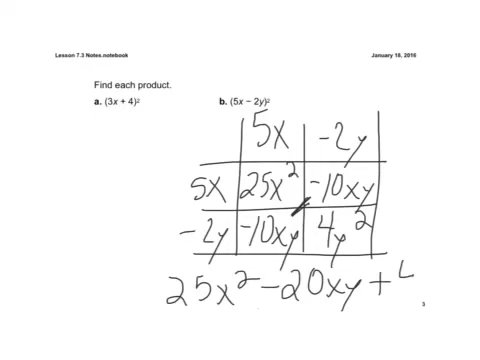 Lesson 7.3 Notes.notebook January 18, 2016
Find each product.
a. (3x + 4)² b. (5x − 2y)²
5x -2y
5x 25x² -10xy
-2y -10xy 4y²
25x² - 20xy +
3